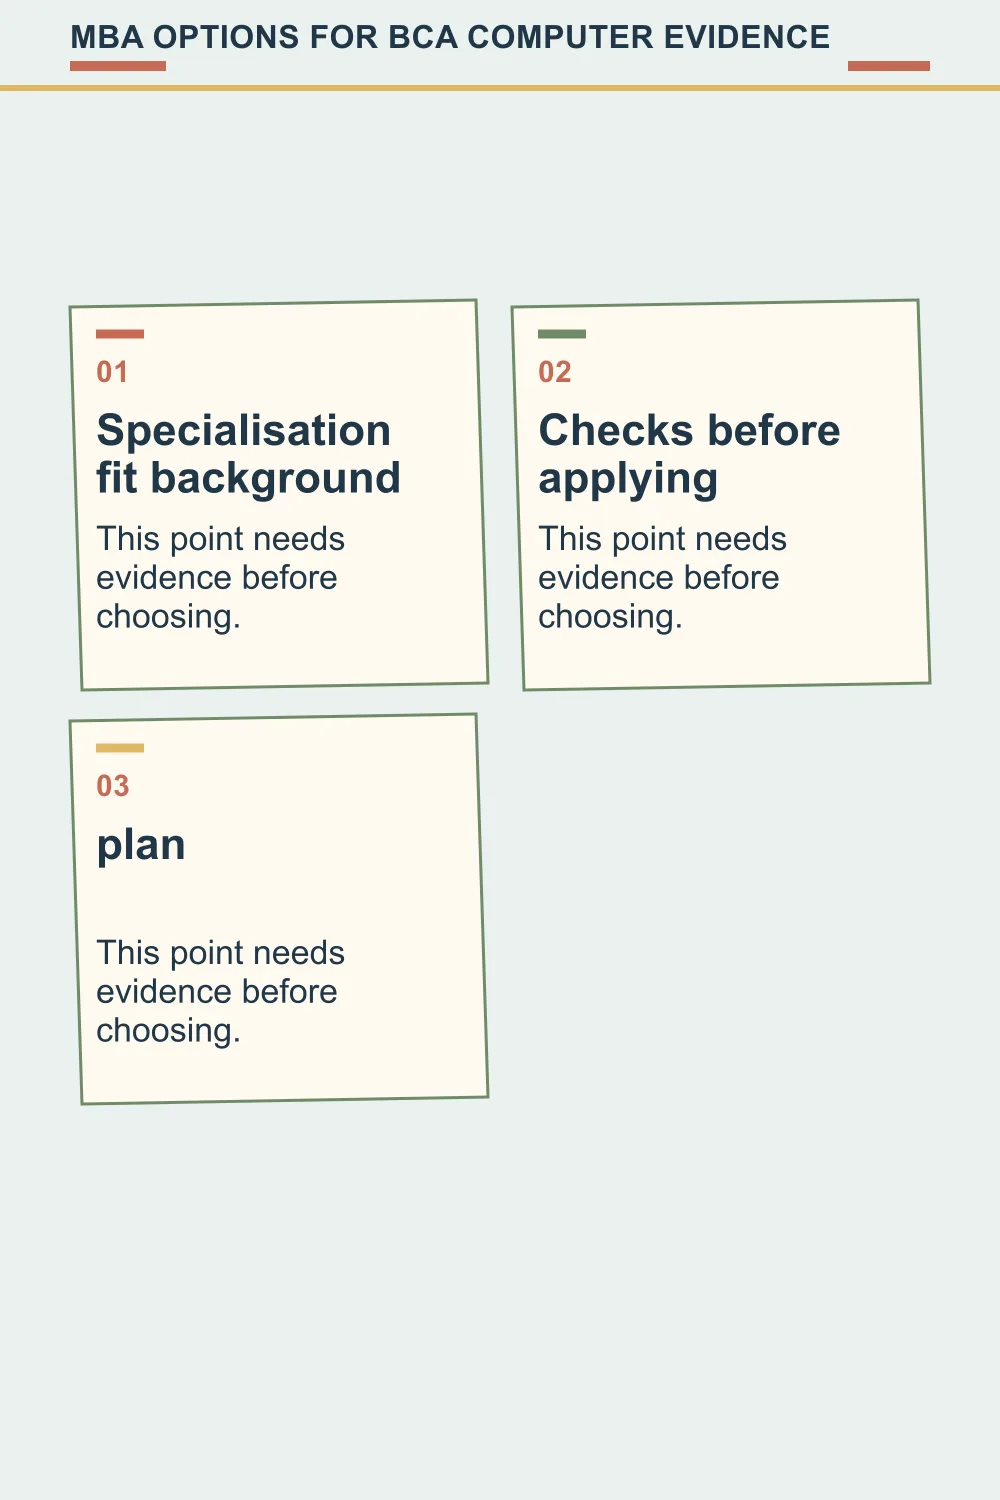 MBA OPTIONS FOR BCA COMPUTER EVIDENCE
01
Specialisation
fit background
This point needs
evidence before
choosing.
02
Checks before
applying
This point needs
evidence before
choosing.
03
plan
This point needs
evidence before
choosing.